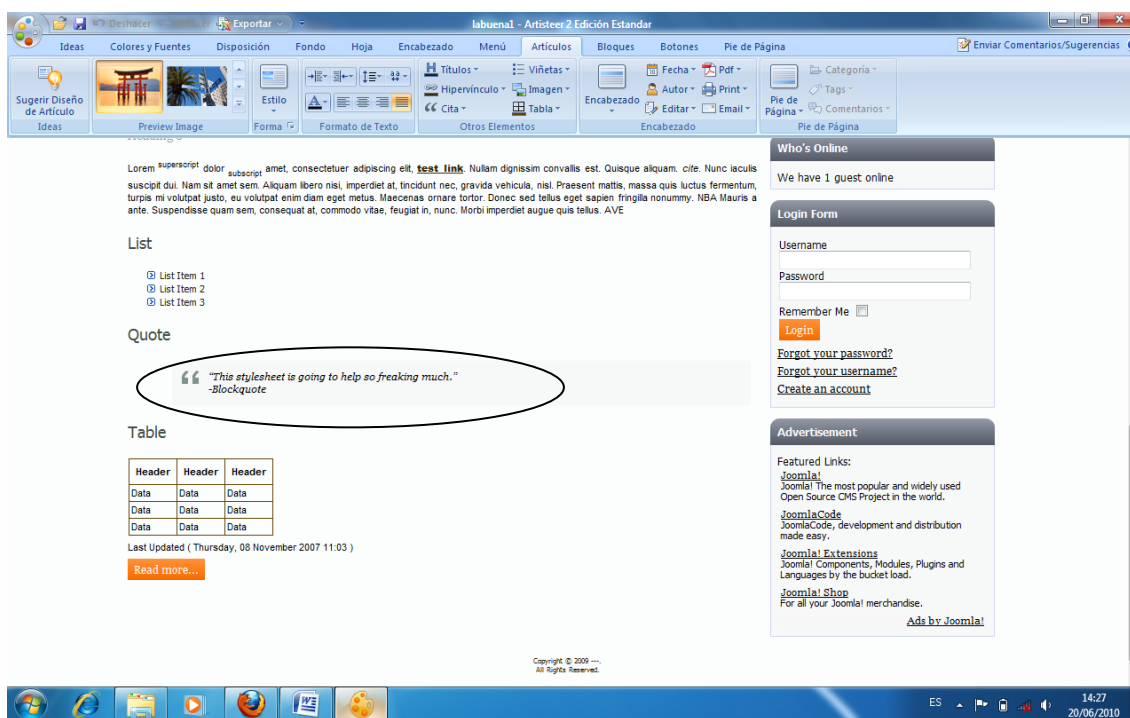 Deshacer
Exportar
labuena1 - Artisteer 2 Edición Estandar
Ideas Colores y Fuentes Disposición Fondo Hoja Encabezado Menú Artículos Bloques Botones Pie de Página Enviar Comentarios/Sugerencias
Sugerir Diseño de Artículo
Estilo
Títulos
Hipervínculo
Cita
Viñetas
Imagen
Tabla
Encabezado
Fecha
Autor
Editar
Pdf
Print
Email
Pie de Página
Categoria
Tags
Comentarios
Ideas Preview Image Forma Formato de Texto Otros Elementos Encabezado Pie de Página
Lorem superscript dolor subscript amet, consectetuer adipiscing elit, test link. Nullam dignissim convallis est. Quisque aliquam. cite. Nunc iaculis
suscipit dui. Nam sit amet sem. Aliquam libero nisi, imperdiet at, tincidunt nec, gravida vehicula, nisl. Praesent mattis, massa quis luctus fermentum,
turpis mi volutpat justo, eu volutpat enim diam eget metus. Maecenas ornare tortor. Donec sed tellus eget sapien fringilla nonummy. NBA Mauris a
ante. Suspendisse quam sem, consequat at, commodo vitae, feugiat in, nunc. Morbi imperdiet augue quis tellus. AVE
List
List Item 1
List Item 2
List Item 3
Quote
“This stylesheet is going to help so freaking much.”
-Blockquote
Table
Header Header Header
Data Data Data
Data Data Data
Data Data Data
Last Updated ( Thursday, 08 November 2007 11:03 )
Read more...
Who's Online
We have 1 guest online
Login Form
Username
Password
Remember Me
Login
Forgot your password?
Forgot your username?
Create an account
Advertisement
Featured Links:
Joomla!
Joomla! The most popular and widely used
Open Source CMS Project in the world.
JoomlaCode
JoomlaCode, development and distribution
made easy.
Joomla! Extensions
Joomla! Components, Modules, Plugins and
Languages by the bucket load.
Joomla! Shop
For all your Joomla! merchandise.
Ads by Joomla!
Copyright © 2009 ---.
All Rights Reserved.
ES
14:27
20/06/2010